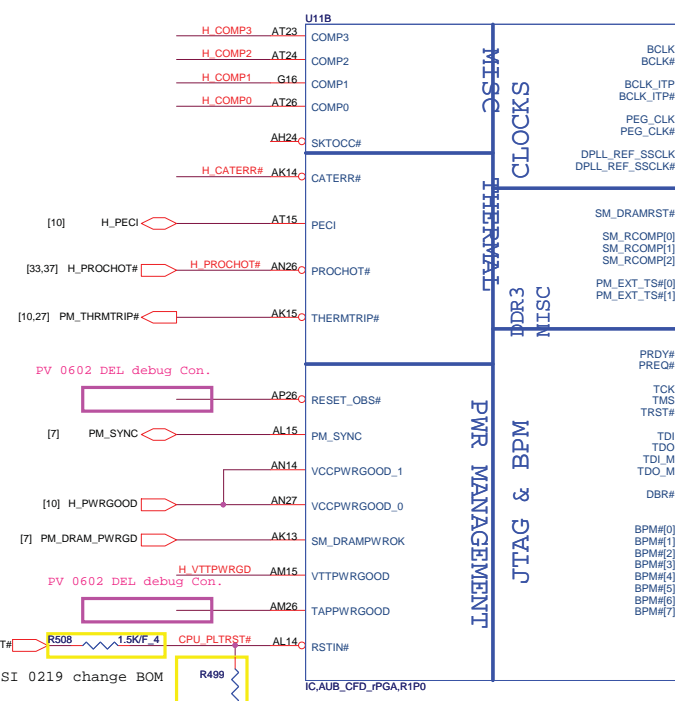 U11B
H_COMP3 AT23 COMP3
H_COMP2 AT24 COMP2
H_COMP1 G16 COMP1
H_COMP0 AT26 COMP0
AH24 SKTOCC#
H_CATERR# AK14 CATERR#
[10] H_PECI AT15 PECI
[33,37] H_PROCHOT# H_PROCHOT# AN26 PROCHOT#
[10,27] PM_THRMTRIP# AK15 THERMTRIP#
PV 0602 DEL debug Con.
AP26 RESET_OBS#
[7] PM_SYNC AL15 PM_SYNC
AN14 VCCPWRGOOD_1
[10] H_PWRGOOD AN27 VCCPWRGOOD_0
[7] PM_DRAM_PWRGD AK13 SM_DRAMPWROK
H_VTTPWRGD AM15 VTTPWRGOOD
PV 0602 DEL debug Con.
AM26 TAPPWRGOOD
T# R508 1.5K/F_4 CPU_PLTRST# AL14 RSTIN#
SI 0219 change BOM
R499
IC,AUB_CFD_rPGA,R1P0
MISC
THERMAL
PWR MANAGEMENT
CLOCKS
DDR3
MISC
JTAG & BPM
BCLK
BCLK#
BCLK_ITP
BCLK_ITP#
PEG_CLK
PEG_CLK#
DPLL_REF_SSCLK
DPLL_REF_SSCLK#
SM_DRAMRST#
SM_RCOMP[0]
SM_RCOMP[1]
SM_RCOMP[2]
PM_EXT_TS#[0]
PM_EXT_TS#[1]
PRDY#
PREQ#
TCK
TMS
TRST#
TDI
TDO
TDI_M
TDO_M
DBR#
BPM#[0]
BPM#[1]
BPM#[2]
BPM#[3]
BPM#[4]
BPM#[5]
BPM#[6]
BPM#[7]